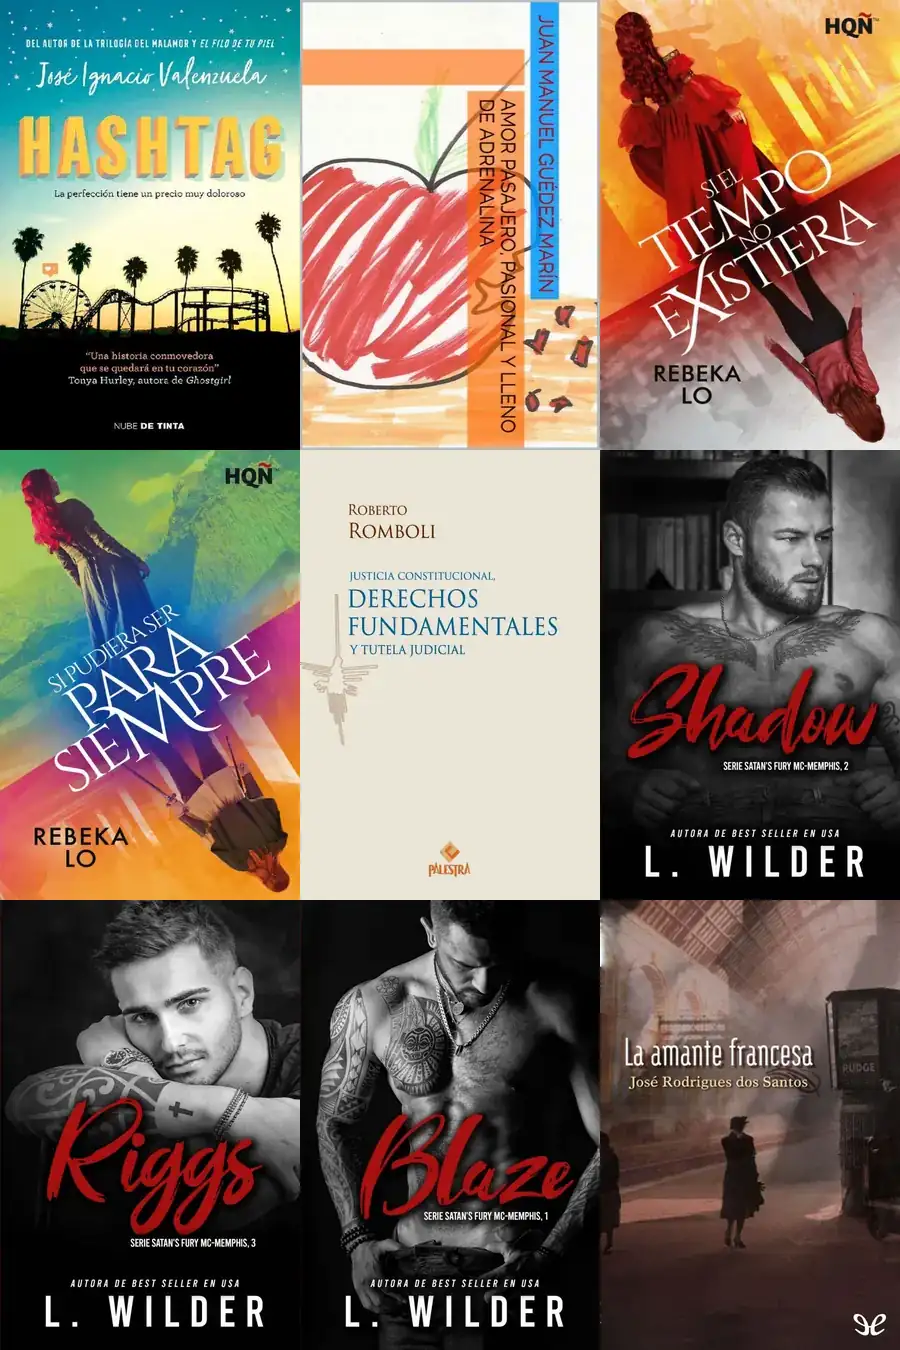 DEL AUTOR DE LA TRILOGÍA DEL MALAMOR Y EL FILO DE TU PIEL
José Ignacio Valenzuela
HASHTAG
La perfección tiene un precio muy doloroso
“Una historia conmovedora
que se quedará en tu corazón”
Tonya Hurley, autora de Ghostgirl
NUBE DE TINTA
JUAN MANUEL GUÉDEZ MARÍN
AMOR PASAJERO, PASIONAL Y LLENO
DE ADRENALINA
HQÑ
SI EL
TIEMPO
NO
EXISTIERA
REBEKA
LO
HQÑ
SI PUDIERA SER
PARA
SIEMPRE
REBEKA
LO
ROBERTO
ROMBOLI
JUSTICIA CONSTITUCIONAL,
DERECHOS
FUNDAMENTALES
Y TUTELA JUDICIAL
PALESTRA
Shadow
SERIE SATAN'S FURY MC-MEMPHIS, 2
AUTORA DE BEST SELLER EN USA
L. WILDER
Riggs
SERIE SATAN'S FURY MC-MEMPHIS, 3
AUTORA DE BEST SELLER EN USA
L. WILDER
Blaze
SERIE SATAN'S FURY MC-MEMPHIS, 1
AUTORA DE BEST SELLER EN USA
L. WILDER
La amante francesa
José Rodrigues dos Santos
RUDGE